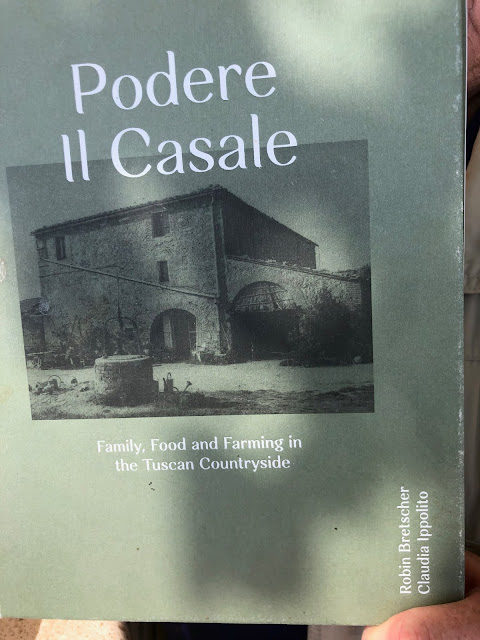 Podere
Il Casale
Family, Food and Farming in
the Tuscan Countryside
Robin Bretscher
Claudia Ippolito